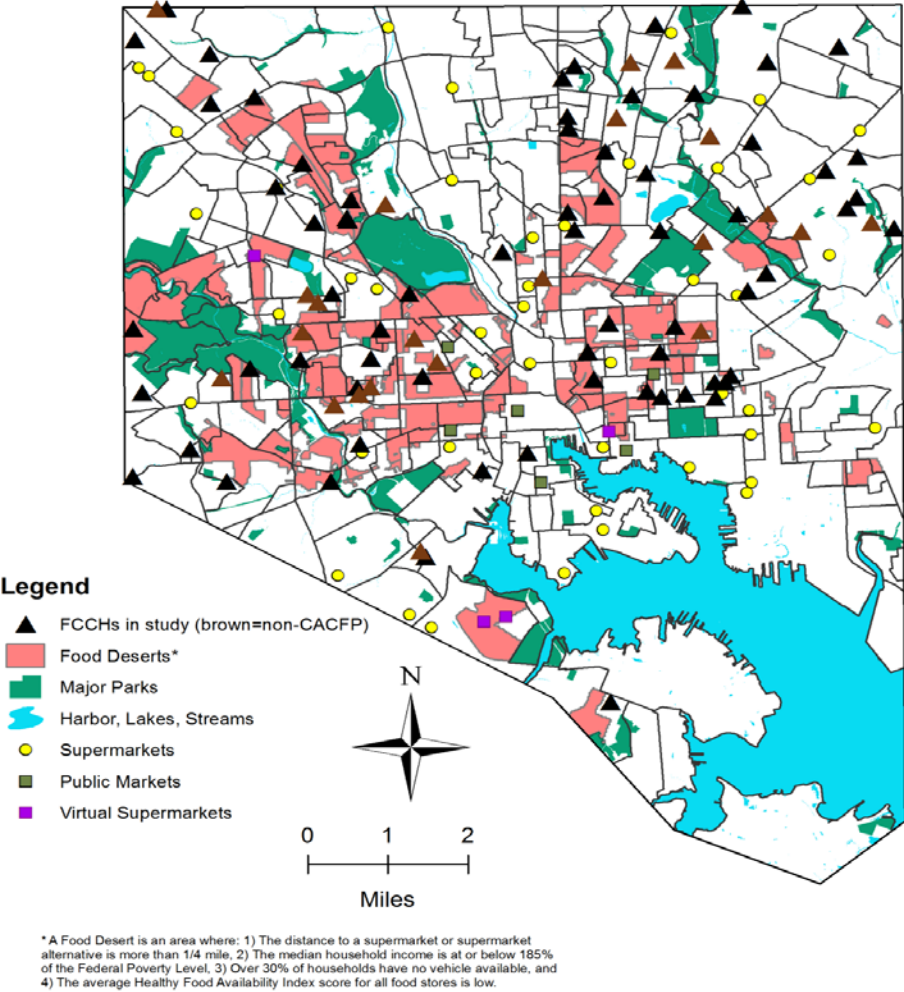 Legend
FCCHs in study (brown=non-CACFP)
Food Deserts*
Major Parks
Harbor, Lakes, Streams
Supermarkets
Public Markets
Virtual Supermarkets
N
0 1 2
Miles
* A Food Desert is an area where: 1) The distance to a supermarket or supermarket
alternative is more than 1/4 mile, 2) The median household income is at or below 185%
of the Federal Poverty Level, 3) Over 30% of households have no vehicle available, and
4) The average Healthy Food Availability Index score for all food stores is low.